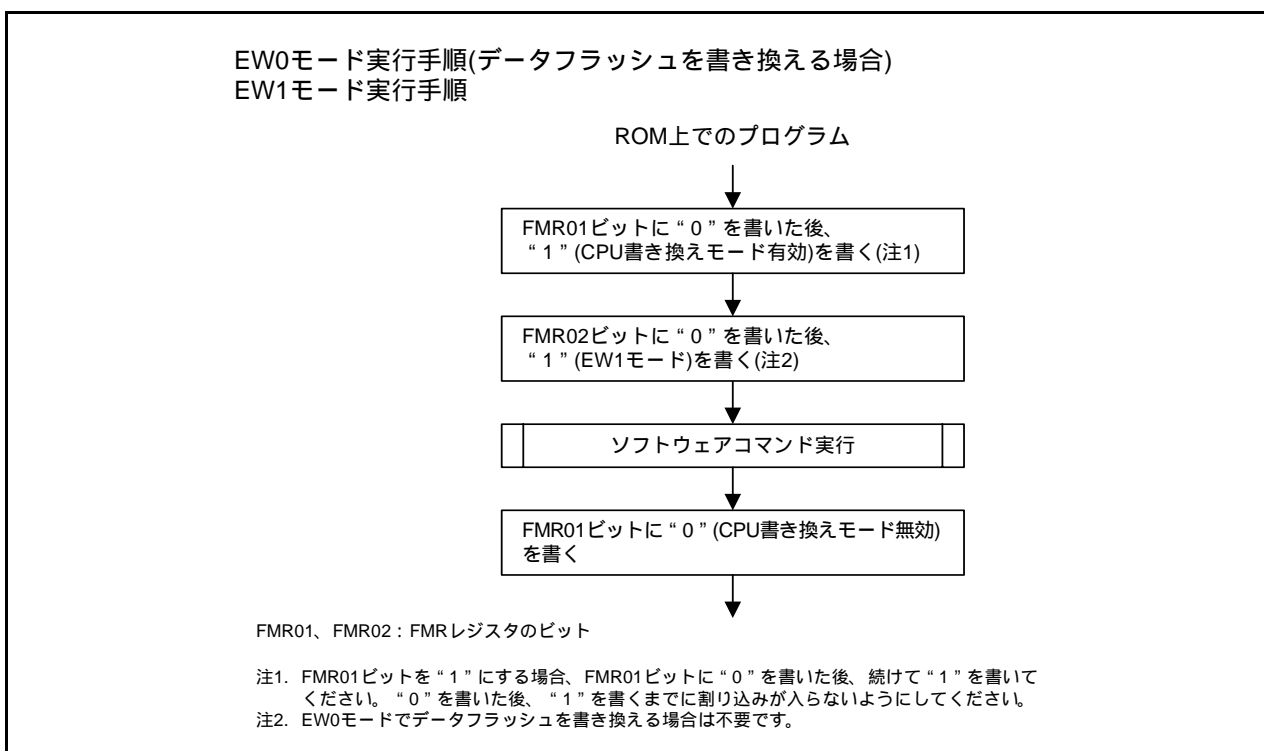 EW0モード実行手順(データフラッシュを書き換える場合)
EW1モード実行手順
ROM上でのプログラム
FMR01ビットに“0”を書いた後、
“1”(CPU書き換えモード有効)を書く(注1)
FMR02ビットに“0”を書いた後、
“1”(EW1モード)を書く(注2)
ソフトウェアコマンド実行
FMR01ビットに“0”(CPU書き換えモード無効)
を書く
FMR01、FMR02：FMRレジスタのビット
注1. FMR01ビットを“1”にする場合、FMR01ビットに“0”を書いた後、続けて“1”を書いて
ください。“0”を書いた後、“1”を書くまでに割り込みが入らないようにしてください。
注2. EW0モードでデータフラッシュを書き換える場合は不要です。